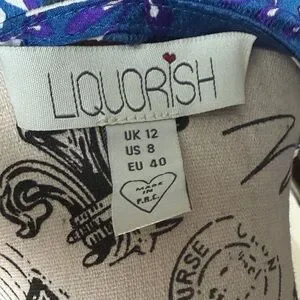 LIQUORISH
UK 12
US 8
EU 40
MADE IN
P.R.C.